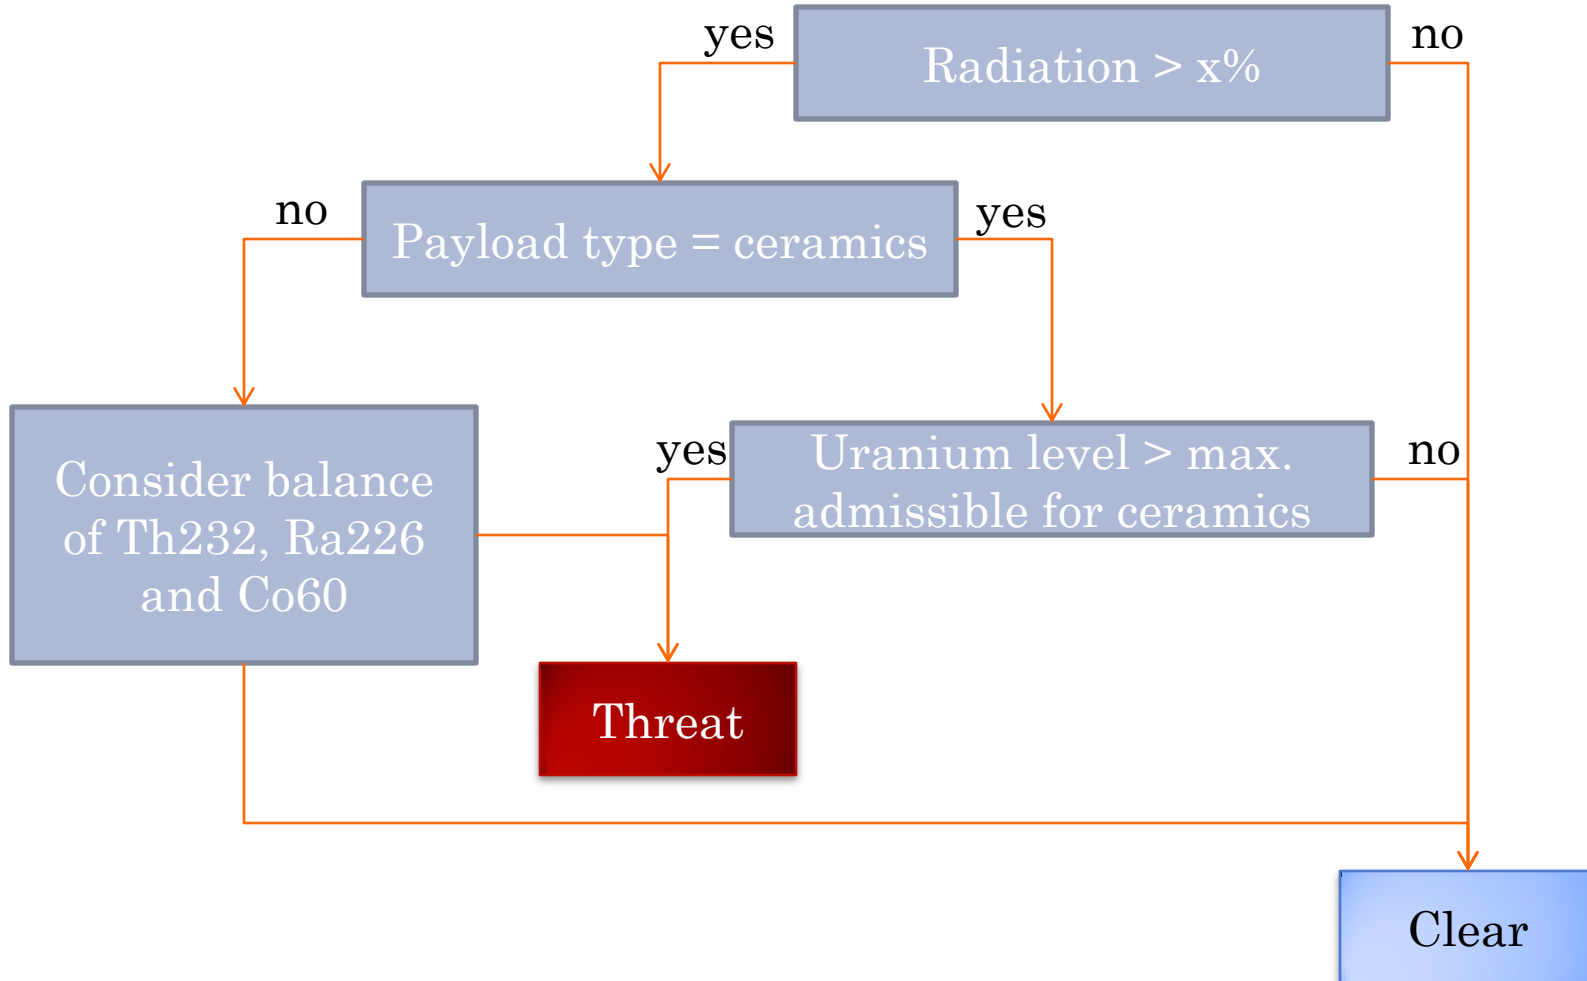 yes
Radiation > x%
no
no
Payload type = ceramics
yes
Consider balance
of Th232, Ra226
and Co60
yes
Uranium level > max.
admissible for ceramics
no
Threat
Clear